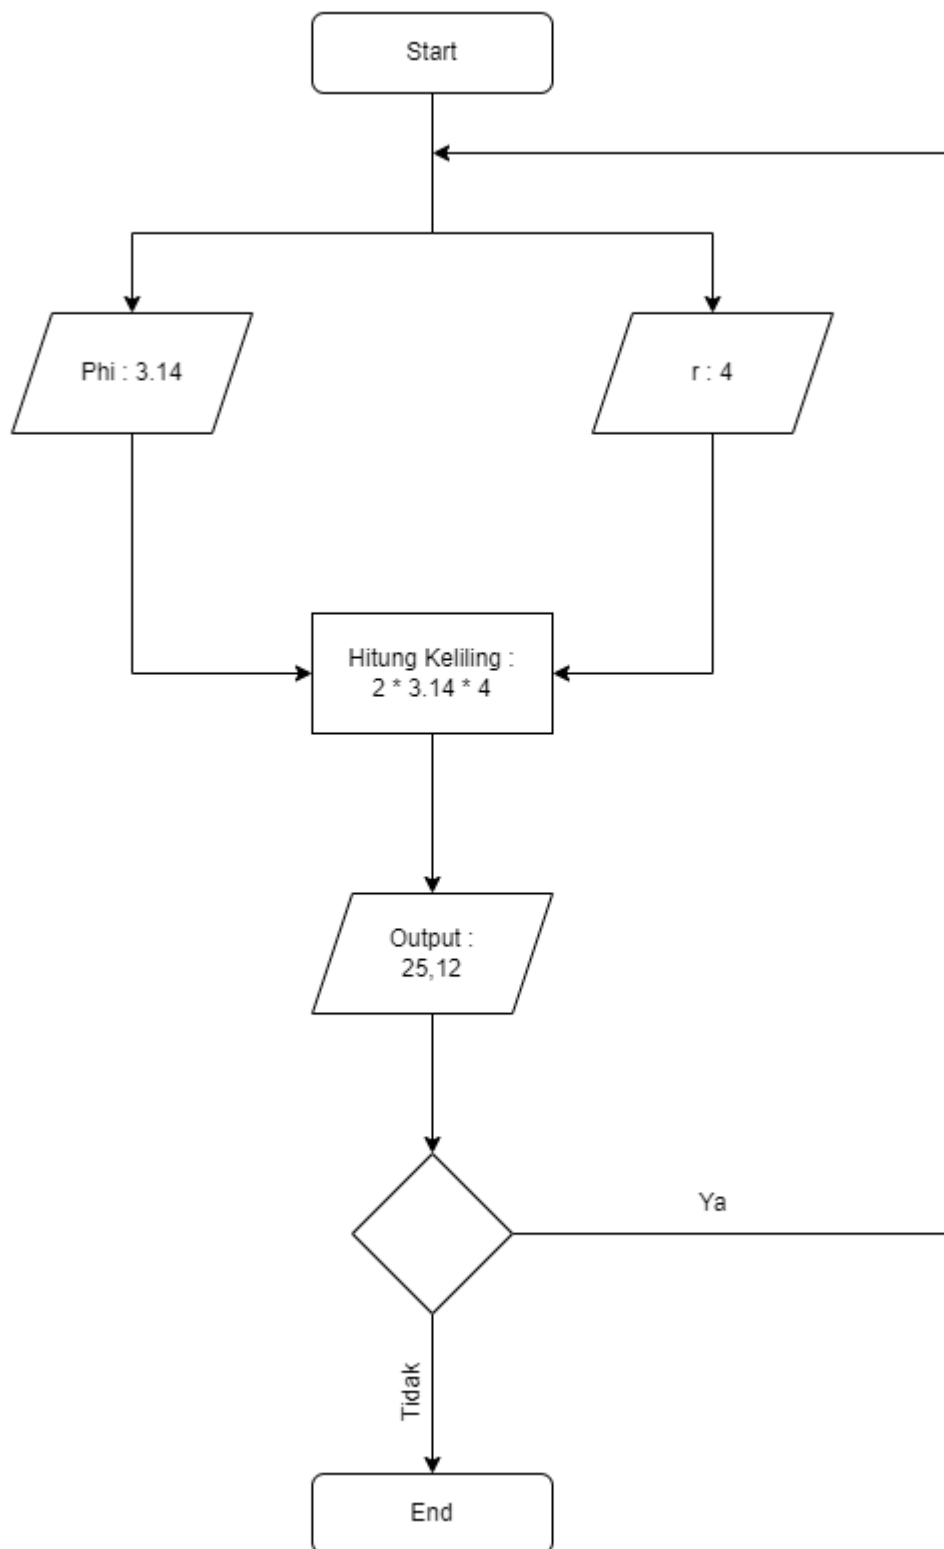 Start
Phi : 3.14
r : 4
Hitung Keliling :
2 * 3.14 * 4
Output :
25,12
Ya
Tidak
End